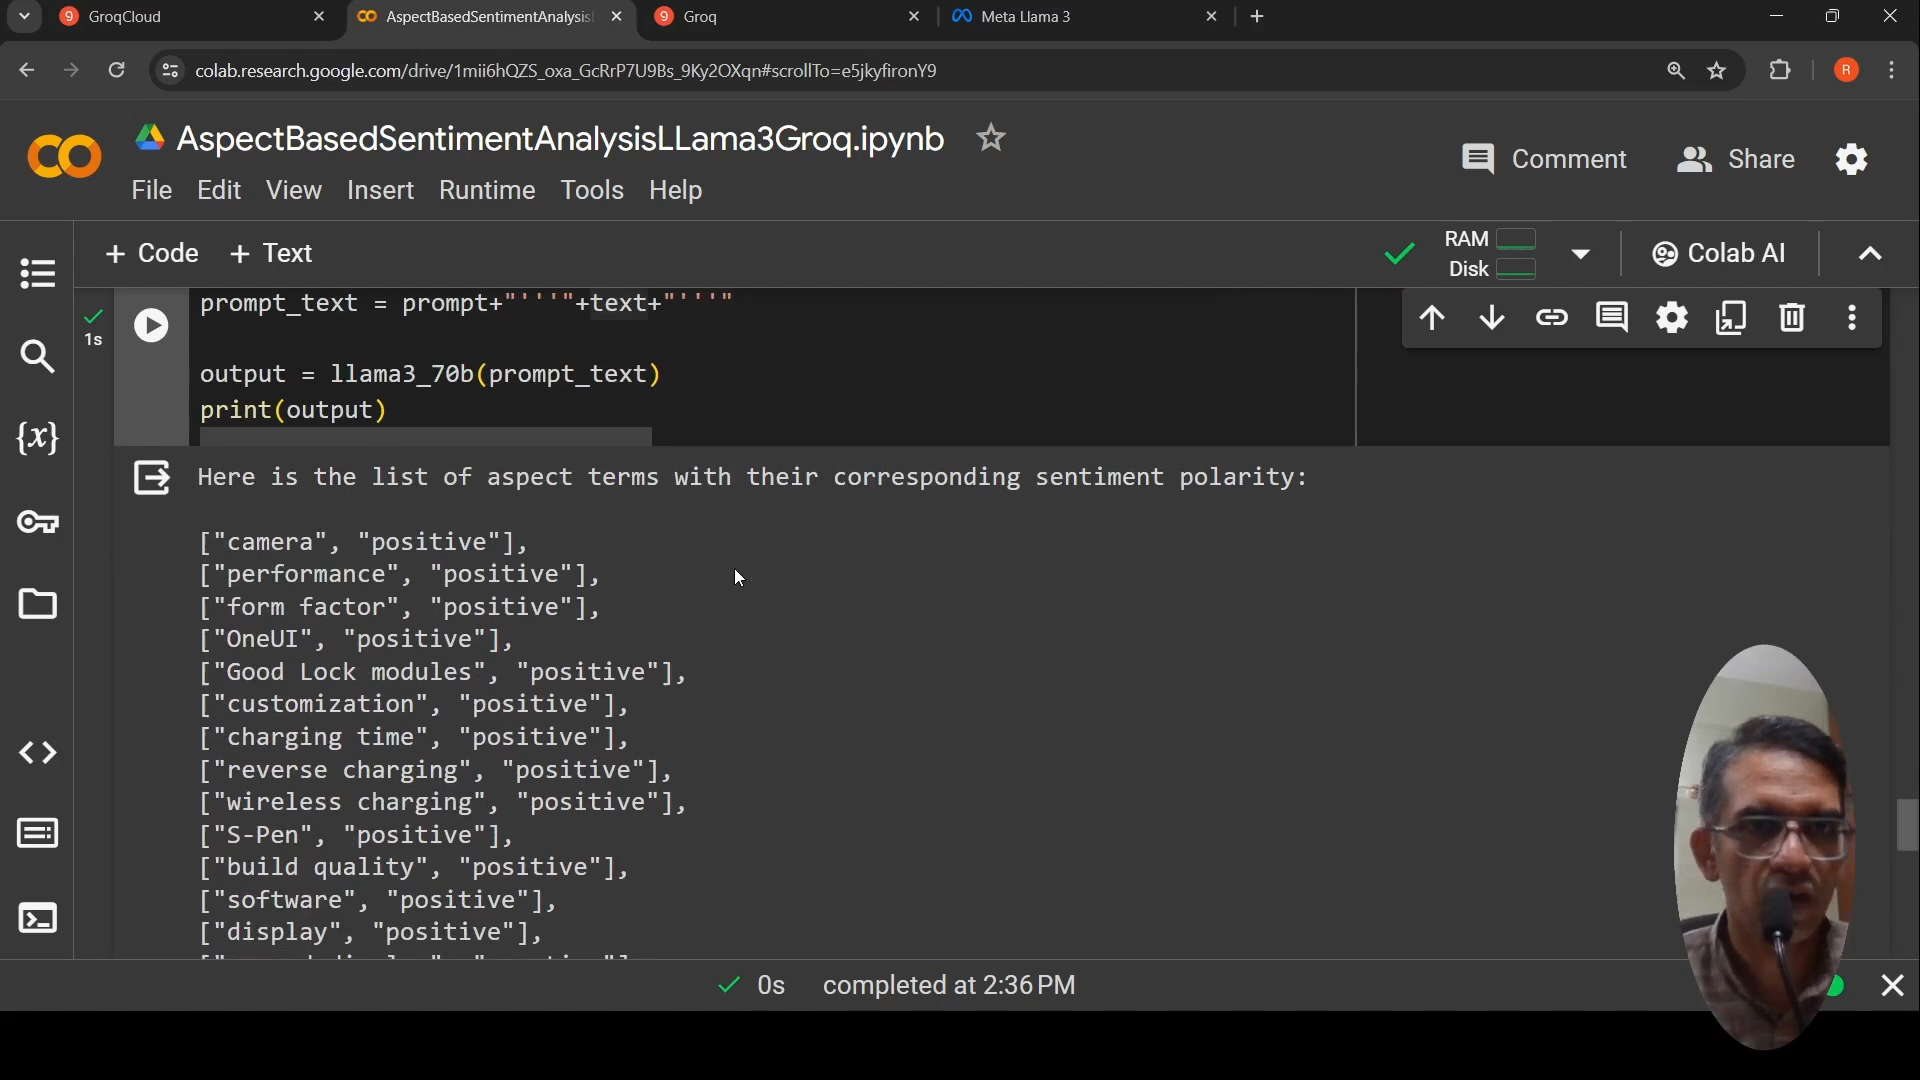 GroqCloud
AspectBasedSentimentAnalysis
Groq
Meta Llama 3
colab.research.google.com/drive/1mii6hQZS_oxa_GcRrP7U9Bs_9Ky2OXqn#scrollTo=e5jkyfironY9
R
AspectBasedSentimentAnalysisLLama3Groq.ipynb
Comment
Share
File Edit View Insert Runtime Tools Help
+ Code + Text
RAM
Disk
Colab AI
1s
prompt_text = prompt+"'''"+text+"'''"
output = llama3_70b(prompt_text)
print(output)
Here is the list of aspect terms with their corresponding sentiment polarity:
["camera", "positive"],
["performance", "positive"],
["form factor", "positive"],
["OneUI", "positive"],
["Good Lock modules", "positive"],
["customization", "positive"],
["charging time", "positive"],
["reverse charging", "positive"],
["wireless charging", "positive"],
["S-Pen", "positive"],
["build quality", "positive"],
["software", "positive"],
["display", "positive"],
0s completed at 2:36 PM